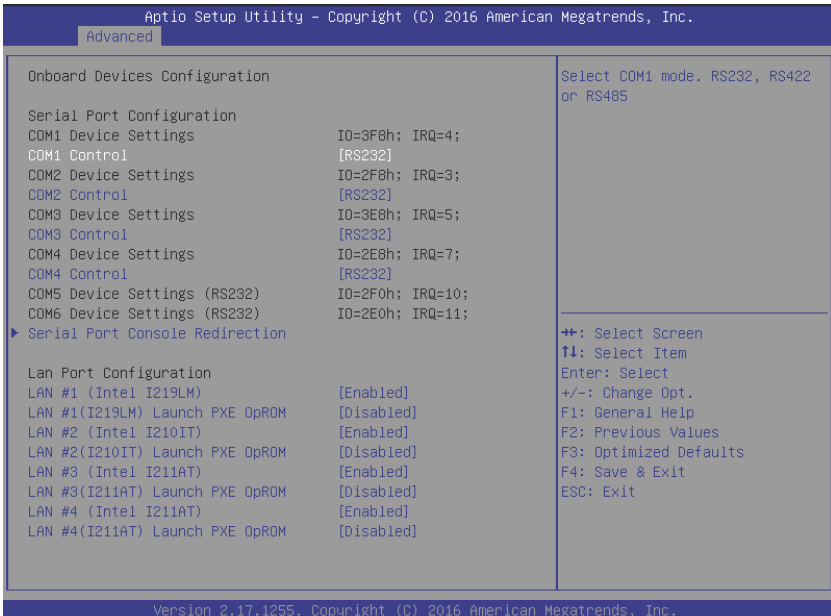 Aptio Setup Utility – Copyright (C) 2016 American Megatrends, Inc.
Advanced
Onboard Devices Configuration
Serial Port Configuration
COM1 Device Settings IO=3F8h; IRQ=4;
COM1 Control [RS232]
COM2 Device Settings IO=2F8h; IRQ=3;
COM2 Control [RS232]
COM3 Device Settings IO=3E8h; IRQ=5;
COM3 Control [RS232]
COM4 Device Settings IO=2E8h; IRQ=7;
COM4 Control [RS232]
COM5 Device Settings (RS232) IO=2F0h; IRQ=10;
COM6 Device Settings (RS232) IO=2E0h; IRQ=11;
Serial Port Console Redirection
Lan Port Configuration
LAN #1 (Intel I219LM) [Enabled]
LAN #1(I219LM) Launch PXE OpROM [Disabled]
LAN #2 (Intel I210IT) [Enabled]
LAN #2(I210IT) Launch PXE OpROM [Disabled]
LAN #3 (Intel I211AT) [Enabled]
LAN #3(I211AT) Launch PXE OpROM [Disabled]
LAN #4 (Intel I211AT) [Enabled]
LAN #4(I211AT) Launch PXE OpROM [Disabled]
Select COM1 mode. RS232, RS422
or RS485
→←: Select Screen
↑↓: Select Item
Enter: Select
+/-: Change Opt.
F1: General Help
F2: Previous Values
F3: Optimized Defaults
F4: Save & Exit
ESC: Exit
Version 2.17.1255. Copyright (C) 2016 American Megatrends, Inc.